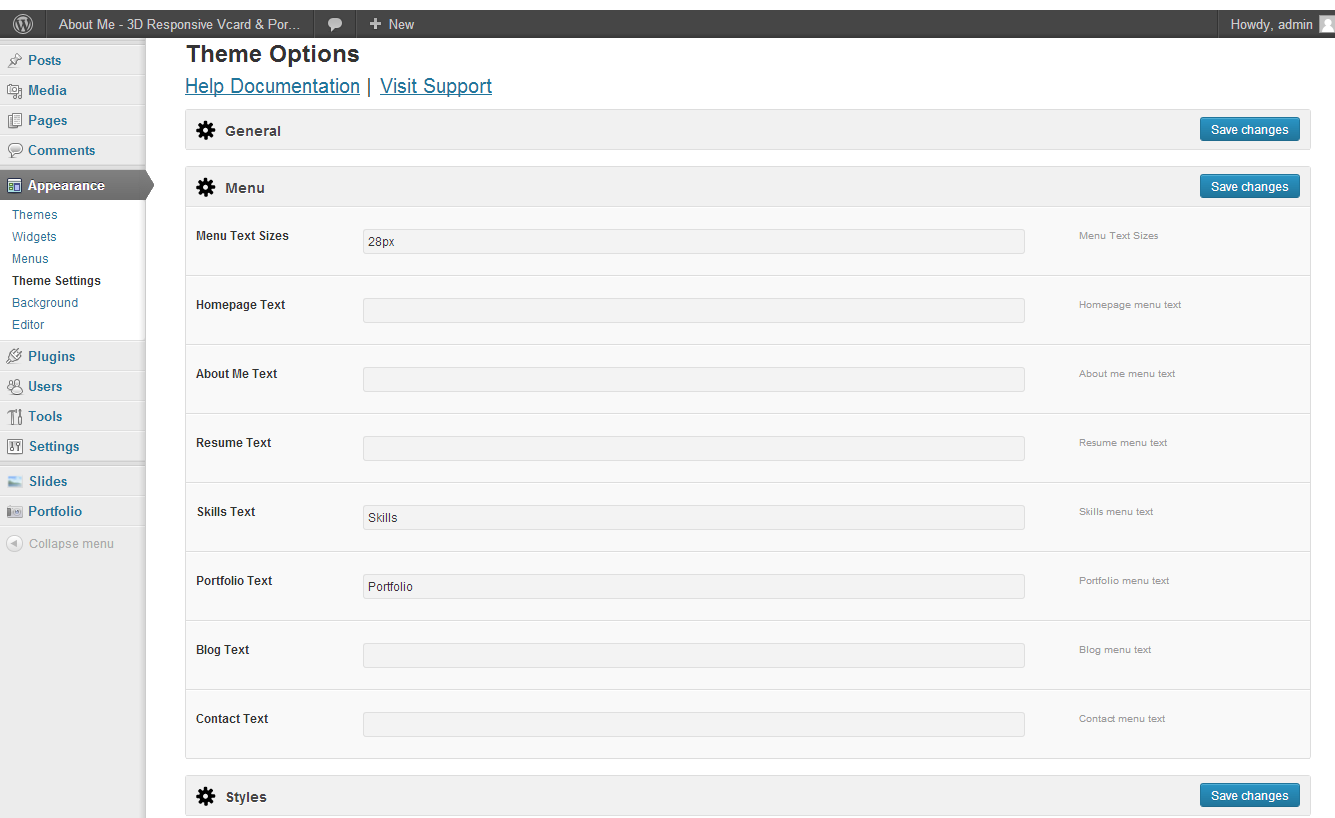 About Me - 3D Responsive Vcard & Por... New Howdy, admin
Posts
Media
Pages
Comments
Appearance
Themes
Widgets
Menus
Theme Settings
Background
Editor
Plugins
Users
Tools
Settings
Slides
Portfolio
Collapse menu
Theme Options
Help Documentation | Visit Support
General Save changes
Menu Save changes
Menu Text Sizes 28px Menu Text Sizes
Homepage Text Homepage menu text
About Me Text About me menu text
Resume Text Resume menu text
Skills Text Skills Skills menu text
Portfolio Text Portfolio Portfolio menu text
Blog Text Blog menu text
Contact Text Contact menu text
Styles Save changes